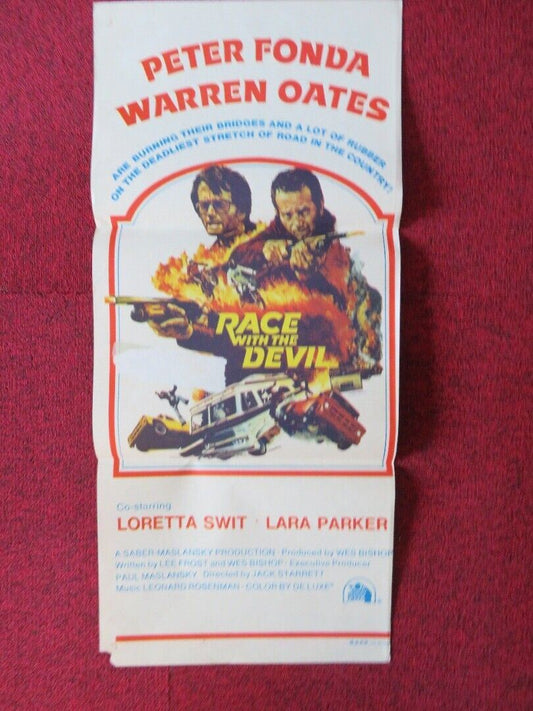 PETER FONDA
WARREN OATES
ARE BURNING THEIR BRIDGES AND A LOT OF RUBBER
ON THE DEADLIEST STRETCH OF ROAD IN THE COUNTRY!
RACE
WITH THE
DEVIL
Co-starring
LORETTA SWIT · LARA PARKER
A SABER-MASLANSKY PRODUCTION · Produced by WES BISHOP
Written by LEE FROST and WES BISHOP · Executive Producer
PAUL MASLANSKY · Directed by JACK STARRETT
Music LEONARD ROSENMAN · COLOR BY DE LUXE®